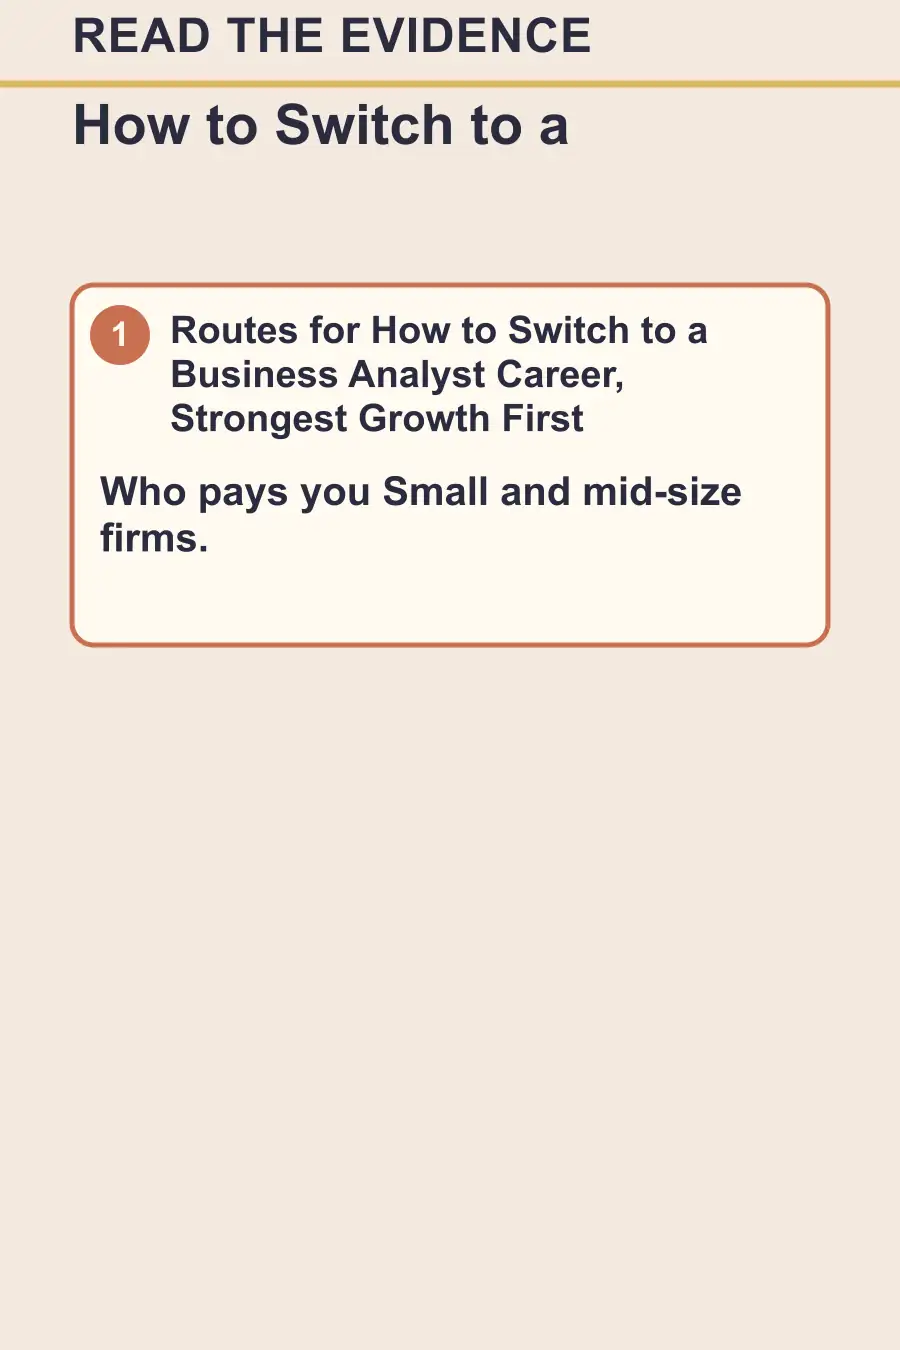 READ THE EVIDENCE
How to Switch to a
1
Routes for How to Switch to a
Business Analyst Career,
Strongest Growth First
Who pays you Small and mid-size
firms.